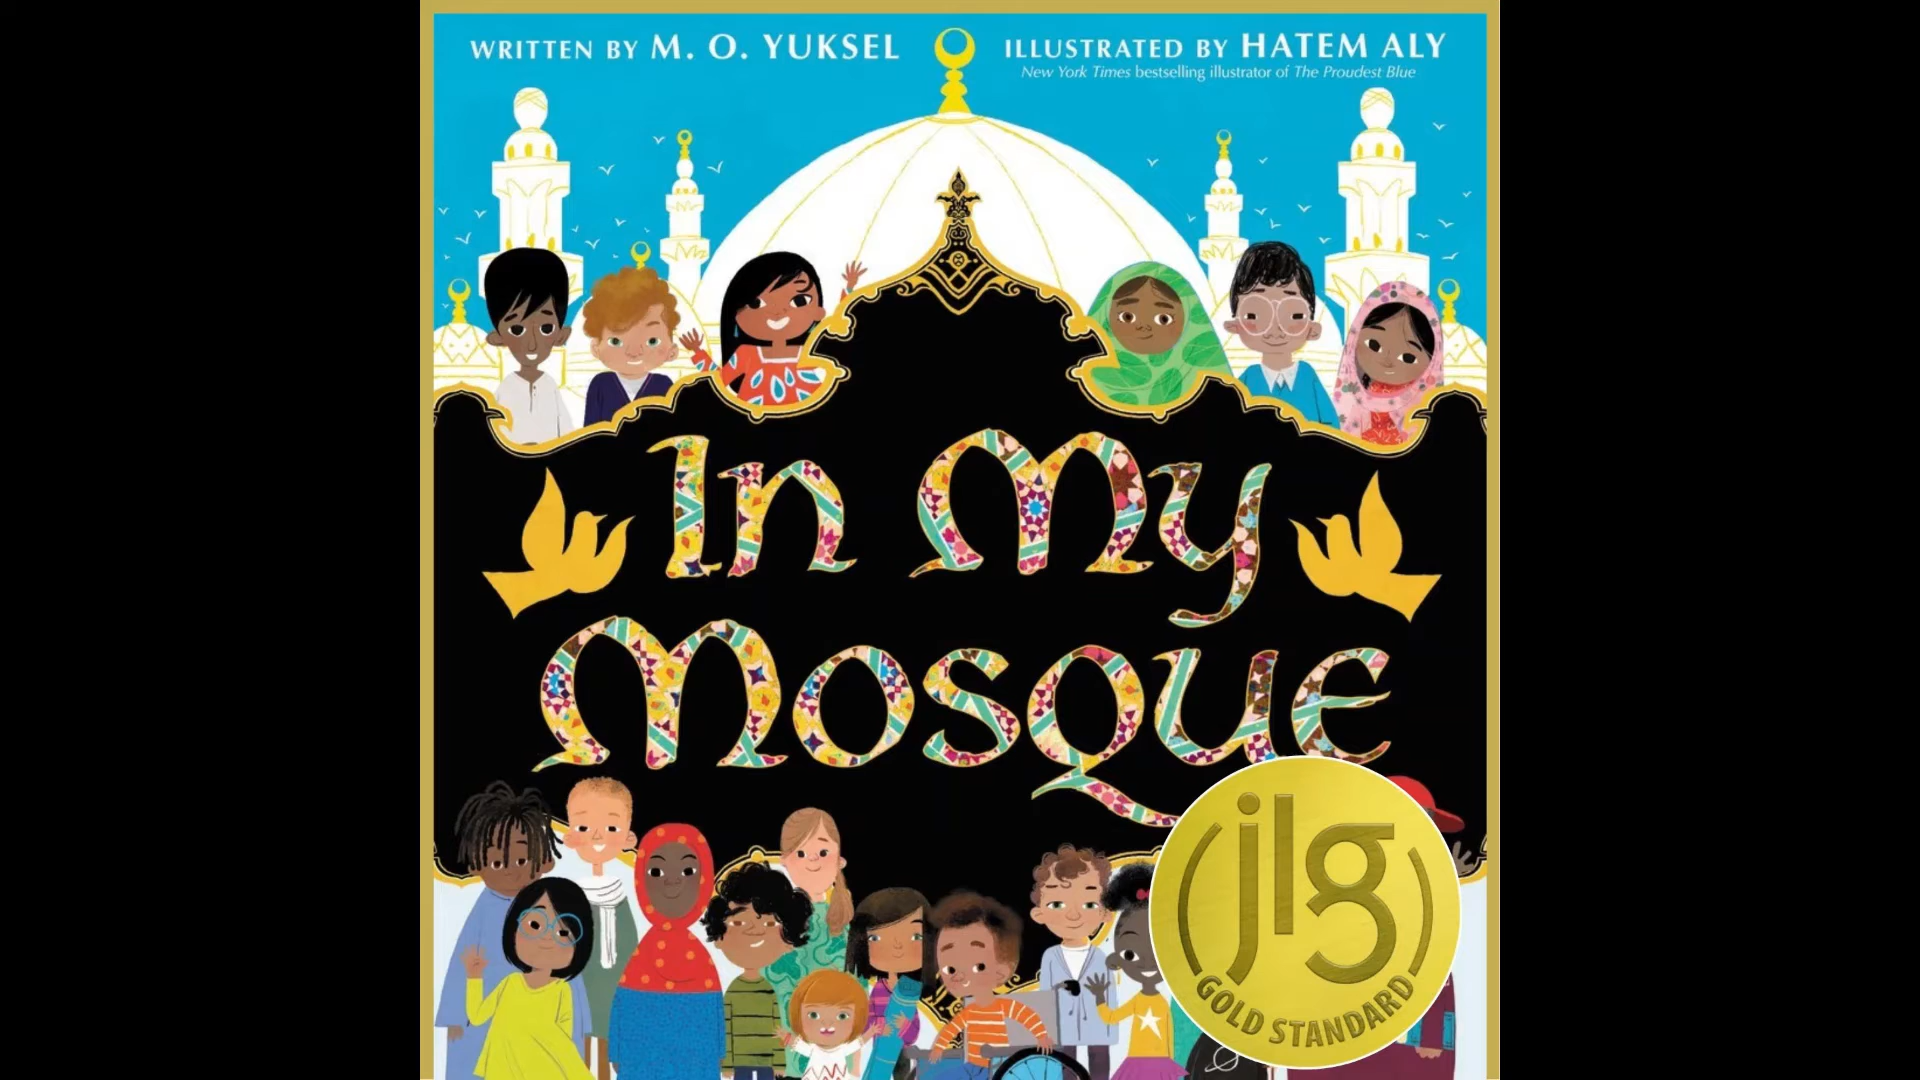 WRITTEN BY M. O. YUKSEL
ILLUSTRATED BY HATEM ALY
New York Times bestselling illustrator of The Proudest Blue
In My
Mosque
jlg
GOLD STANDARD